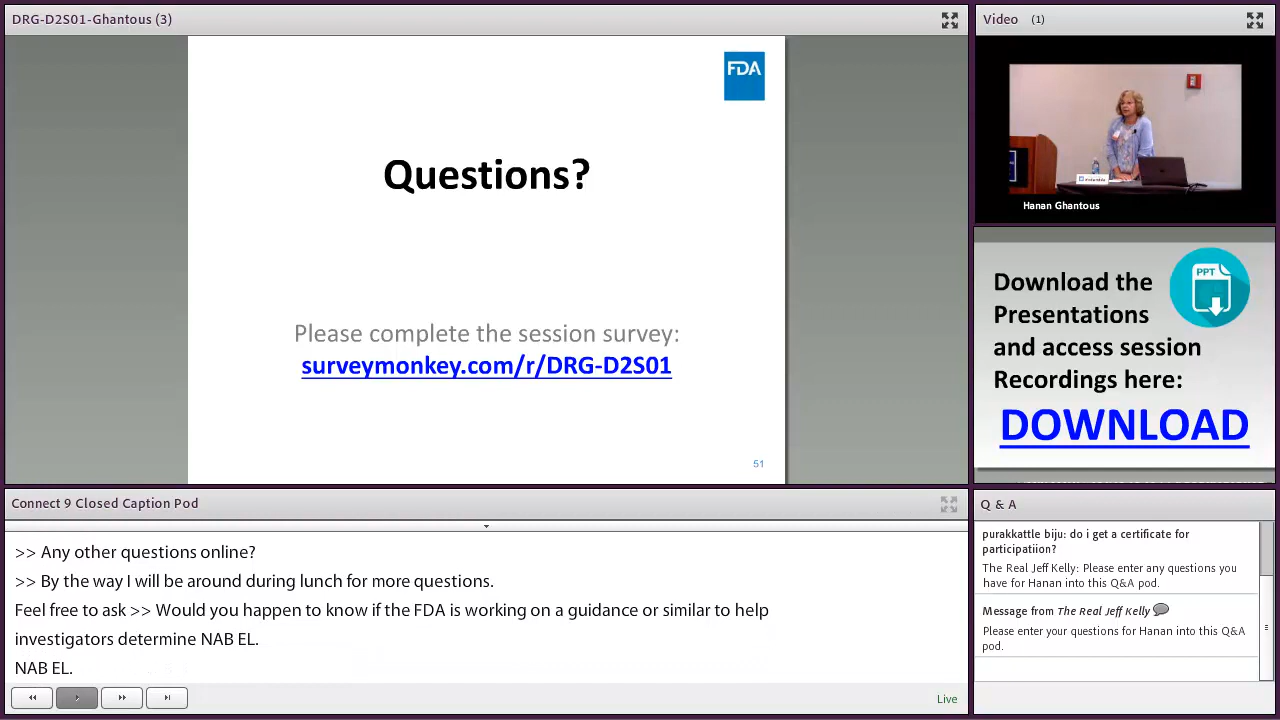 DRG-D2S01-Ghantous (3)
FDA
Questions?
Please complete the session survey:
surveymonkey.com/r/DRG-D2S01
51
Video (1)
Hanan Ghantous
PPT
Download the
Presentations
and access session
Recordings here:
DOWNLOAD
Connect 9 Closed Caption Pod
>> Any other questions online?
>> By the way I will be around during lunch for more questions.
Feel free to ask >> Would you happen to know if the FDA is working on a guidance or similar to help
investigators determine NAB EL.
NAB EL.
Live
Q & A
purakkattle biju: do i get a certificate for
participatiion?
The Real Jeff Kelly: Please enter any questions you
have for Hanan into this Q&A pod.
Message from The Real Jeff Kelly
Please enter your questions for Hanan into this Q&A
pod.